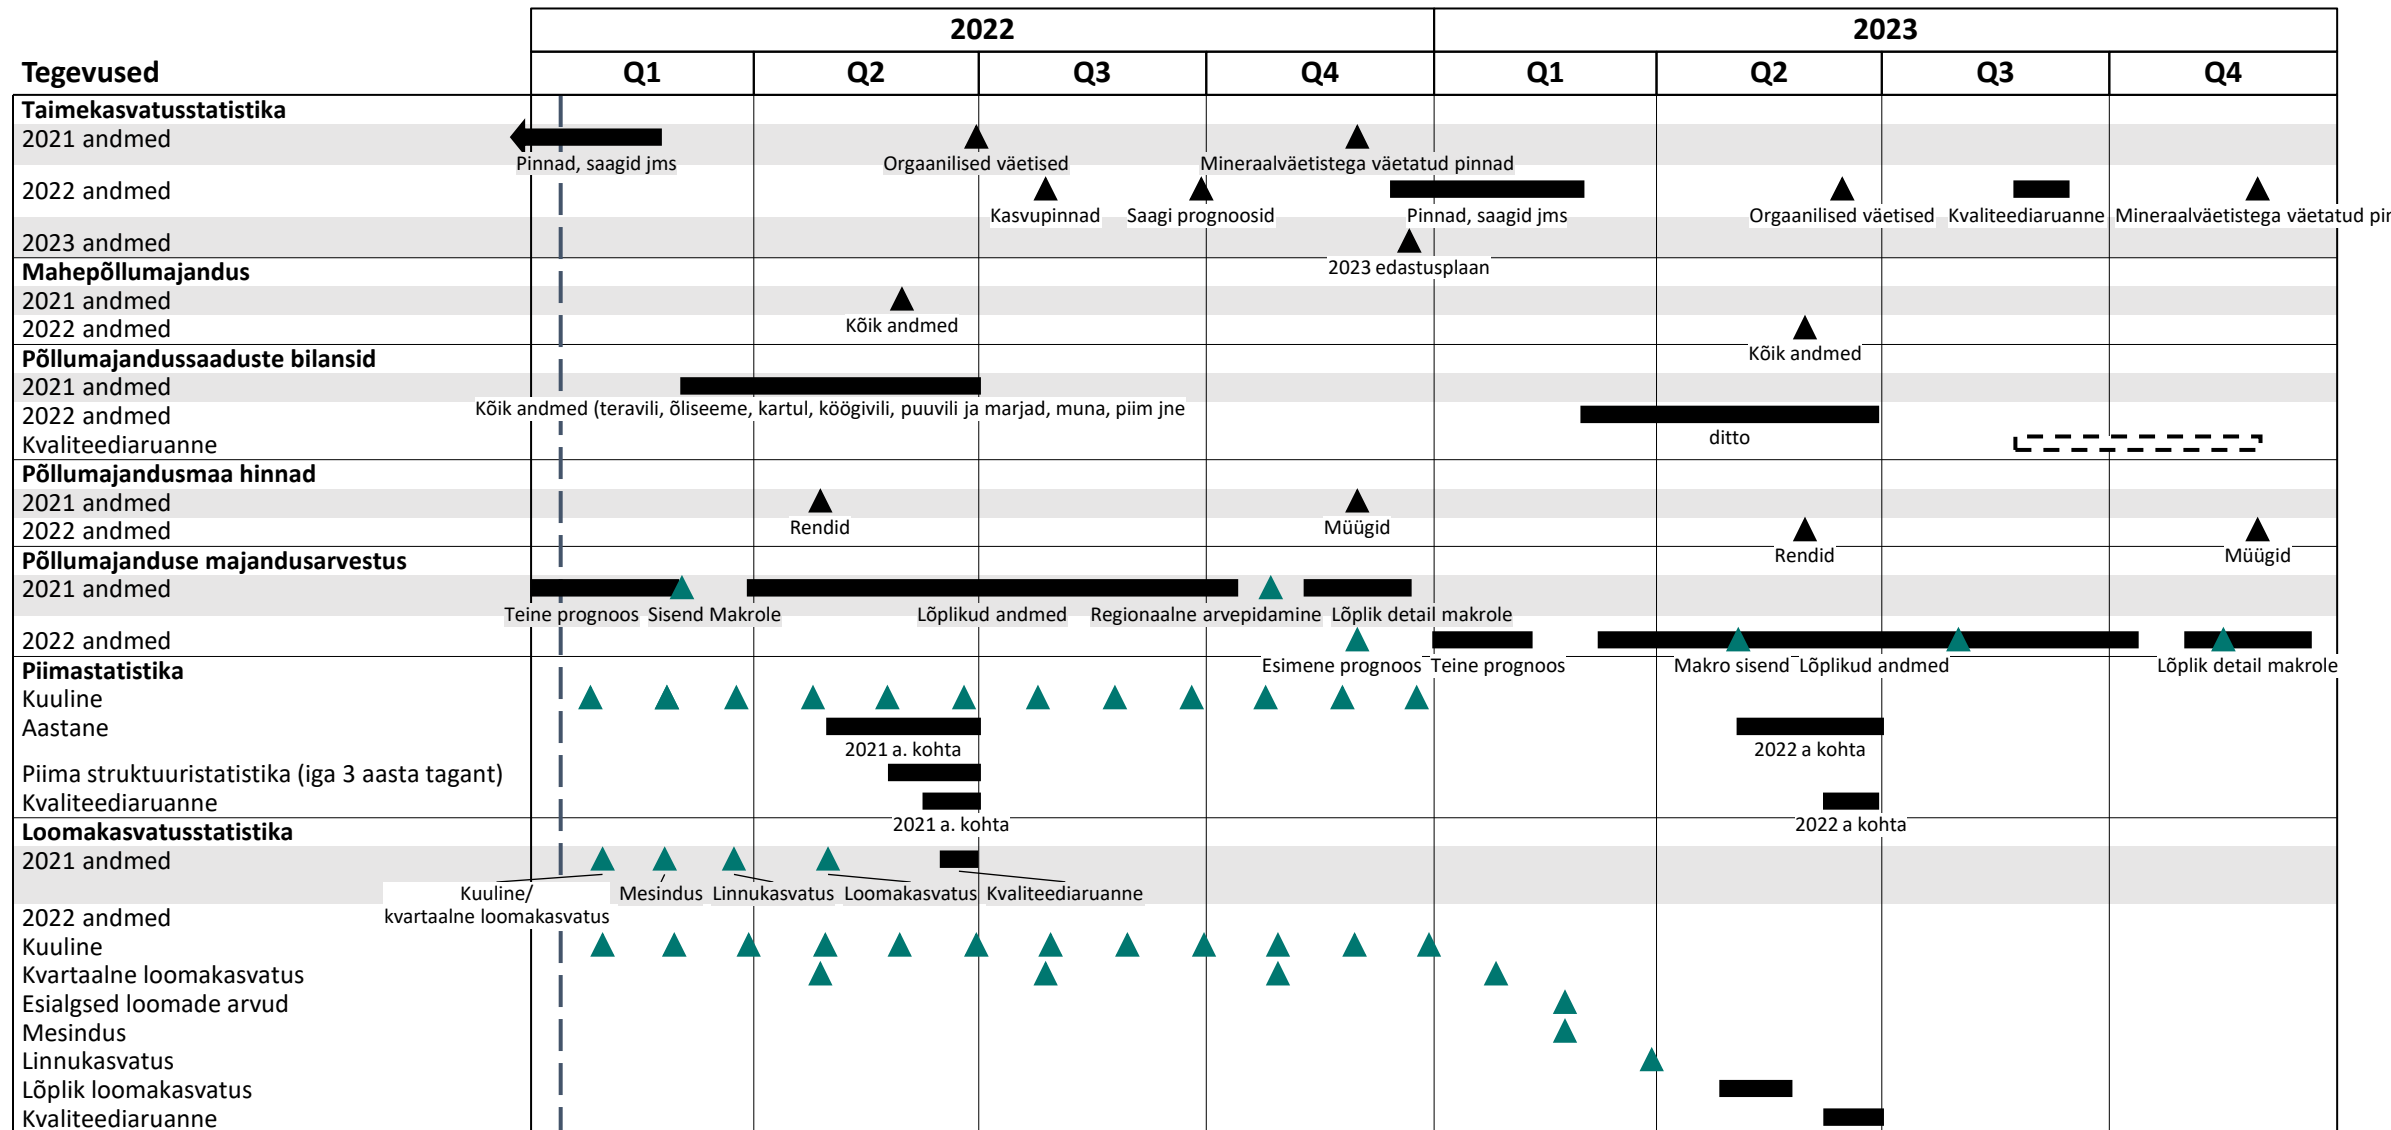 2022
2023
Tegevused
Q1
Q2
Q3
Q4
Q1
Q2
Q3
Q4
Taimekasvatusstatistika
2021 andmed
Pinnad, saagid jms
Orgaanilised väetised
Mineraalväetistega väetatud pinnad
2022 andmed
Kasvupinnad
Saagi prognoosid
Pinnad, saagid jms
Orgaanilised väetised
Kvaliteediaruanne
Mineraalväetistega väetatud pin
2023 andmed
2023 edastusplaan
Mahepõllumajandus
2021 andmed
Kõik andmed
2022 andmed
Kõik andmed
Põllumajandussaaduste bilansid
2021 andmed
Kõik andmed (teravili, õliseeme, kartul, köögivili, puuvili ja marjad, muna, piim jne
2022 andmed
ditto
Kvaliteediaruanne
Põllumajandusmaa hinnad
2021 andmed
Rendid
Müügid
2022 andmed
Rendid
Müügid
Põllumajanduse majandusarvestus
2021 andmed
Teine prognoos
Sisend Makrole
Lõplikud andmed
Regionaalne arvepidamine
Lõplik detail makrole
2022 andmed
Esimene prognoos
Teine prognoos
Makro sisend
Lõplikud andmed
Lõplik detail makrole
Piimastatistika
Kuuline
Aastane
2021 a. kohta
2022 a kohta
Piima struktuuristatistika (iga 3 aasta tagant)
Kvaliteediaruanne
2021 a. kohta
2022 a kohta
Loomakasvatusstatistika
2021 andmed
Kuuline/
kvartaalne loomakasvatus
Mesindus
Linnukasvatus
Loomakasvatus
Kvaliteediaruanne
2022 andmed
Kuuline
Kvartaalne loomakasvatus
Esialgsed loomade arvud
Mesindus
Linnukasvatus
Lõplik loomakasvatus
Kvaliteediaruanne